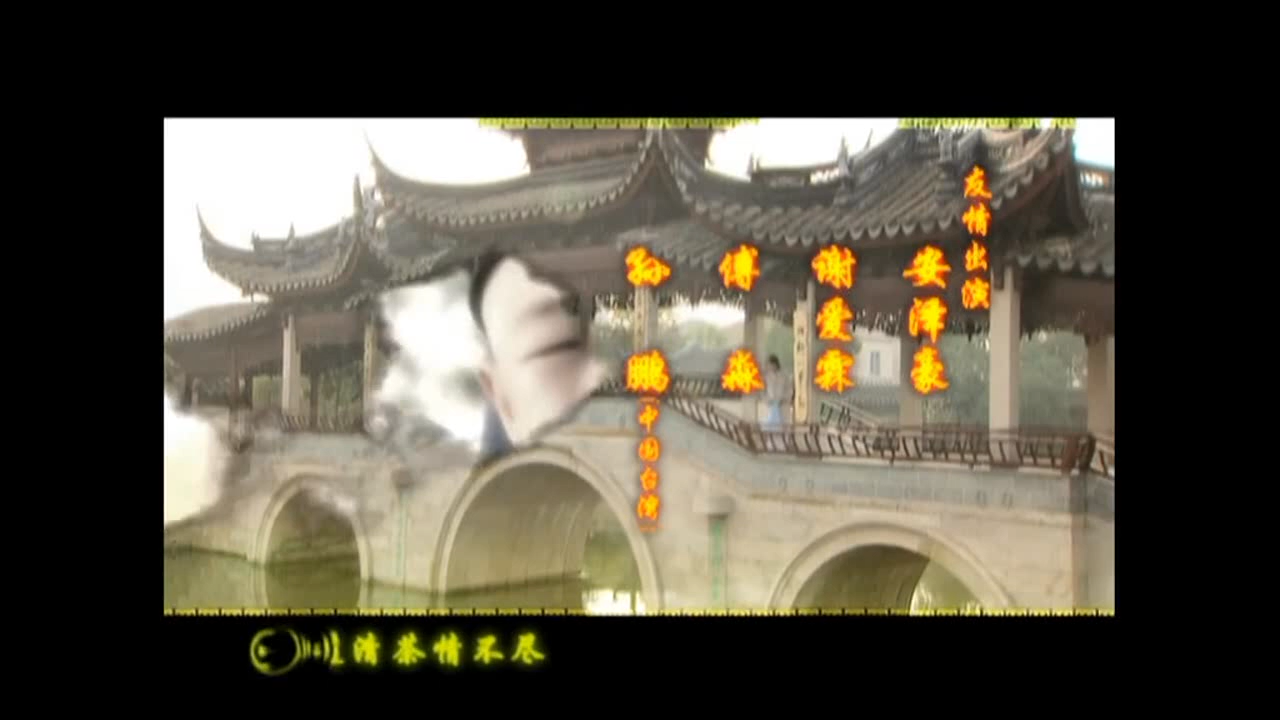 友情出演
安泽豪
谢爱霖
傅淼
孙鹏(中国台湾)
清茶情不尽